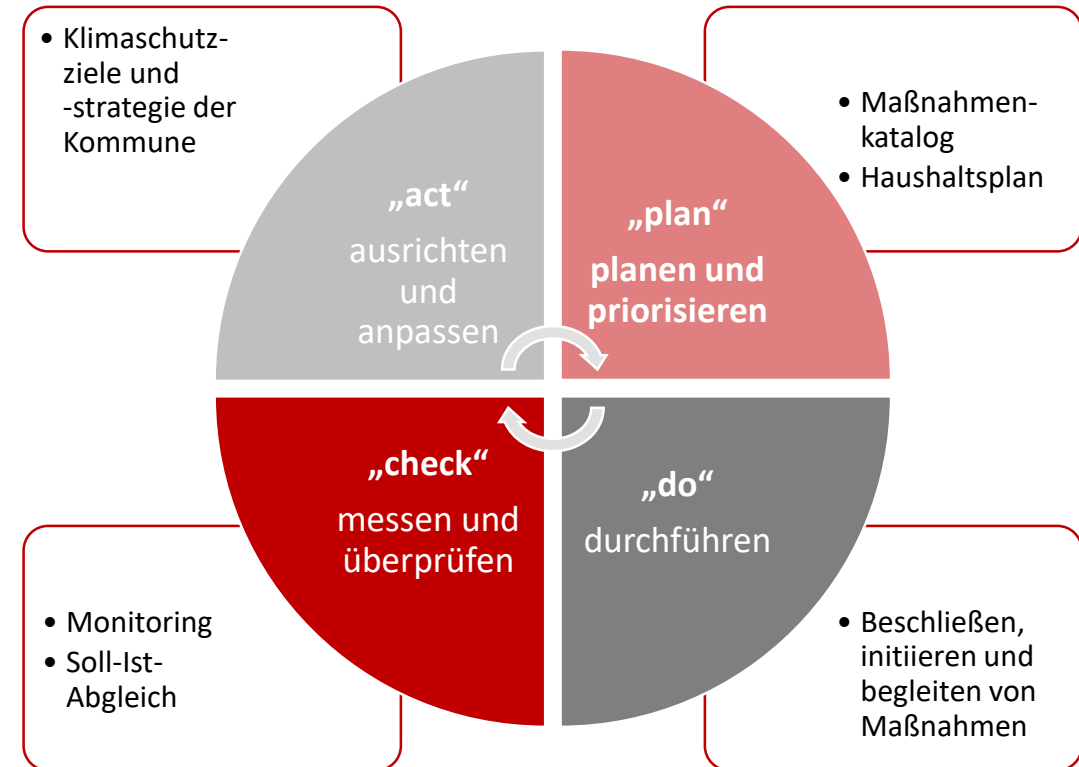 • Klimaschutz-
ziele und
-strategie der
Kommune
• Maßnahmen-
katalog
• Haushaltsplan
„act“
ausrichten
und
anpassen
„plan“
planen und
priorisieren
„check“
messen und
überprüfen
„do“
durchführen
• Monitoring
• Soll-Ist-
Abgleich
• Beschließen,
initiieren und
begleiten von
Maßnahmen